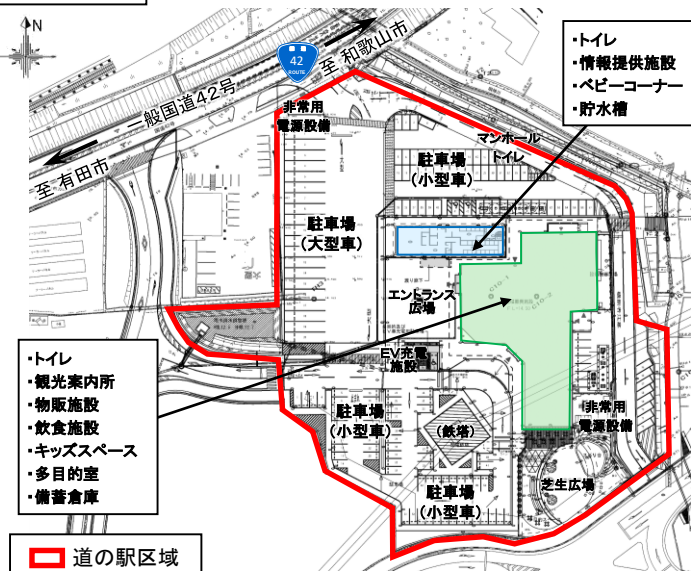 N
42
ROUTE
至 和歌山市
一般国道42号
至 有田市
・トイレ
・情報提供施設
・ベビーコーナー
・貯水槽
非常用
電源設備
マンホール
トイレ
駐車場
(小型車)
駐車場
(大型車)
エントランス
広場
EV充電
施設
・トイレ
・観光案内所
・物販施設
・飲食施設
・キッズスペース
・多目的室
・備蓄倉庫
駐車場
(小型車)
(鉄塔)
非常用
電源設備
芝生広場
駐車場
(小型車)
道の駅区域